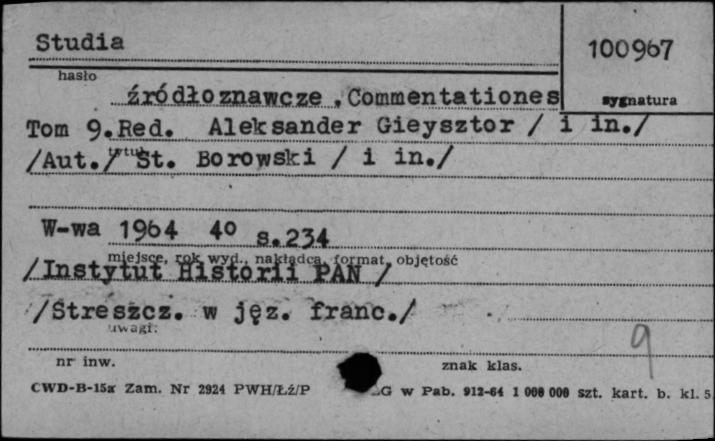 Studia
100967
hasło
źródłoznawcze, Commentationes
sygnatura
Tom 9. Red. Aleksander Gieysztor / i in./
tytuł
/Aut./ St. Borowski / i in./
W-wa 1964 4o s.234
miejsce, rok wyd., nakładca, format, objętość
/Instytut Historii PAN /
/Streszcz. w jęz. franc./
uwagi:
9
nr inw.
znak klas.
CWD-B-15a Zam. Nr 2924 PWH/Łź/P G w Pab. 912-64 1 000 000 szt. kart. b. kl. 5